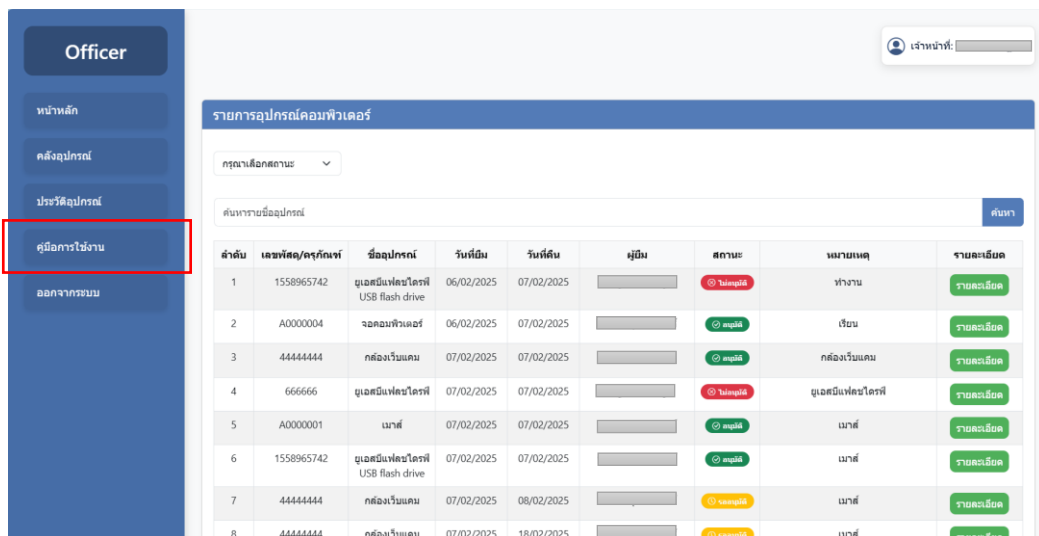 Officer
เจ้าหน้าที่:
หน้าหลัก
คลังอุปกรณ์
ประวัติอุปกรณ์
คู่มือการใช้งาน
ออกจากระบบ
รายการอุปกรณ์คอมพิวเตอร์
กรุณาเลือกสถานะ
ค้นหารายชื่ออุปกรณ์ ค้นหา
ลำดับ เลขพัสดุ/ครุภัณฑ์ ชื่ออุปกรณ์ วันที่ยืม วันที่คืน ผู้ยืม สถานะ หมายเหตุ รายละเอียด
1 1558965742 ยูเอสบีแฟลชไดรฟ์ 06/02/2025 07/02/2025 ไม่อนุมัติ ทำงาน รายละเอียด
USB flash drive
2 A0000004 จอคอมพิวเตอร์ 06/02/2025 07/02/2025 อนุมัติ เรียน รายละเอียด
3 44444444 กล้องเว็บแคม 07/02/2025 07/02/2025 อนุมัติ กล้องเว็บแคม รายละเอียด
4 666666 ยูเอสบีแฟลชไดรฟ์ 07/02/2025 07/02/2025 ไม่อนุมัติ ยูเอสบีแฟลชไดรฟ์ รายละเอียด
5 A0000001 เมาส์ 07/02/2025 07/02/2025 อนุมัติ เมาส์ รายละเอียด
6 1558965742 ยูเอสบีแฟลชไดรฟ์ 07/02/2025 07/02/2025 อนุมัติ เมาส์ รายละเอียด
USB flash drive
7 44444444 กล้องเว็บแคม 07/02/2025 08/02/2025 รออนุมัติ เมาส์ รายละเอียด
8 44444444 กล้องเว็บแคม 07/02/2025 18/02/2025 เมาส์